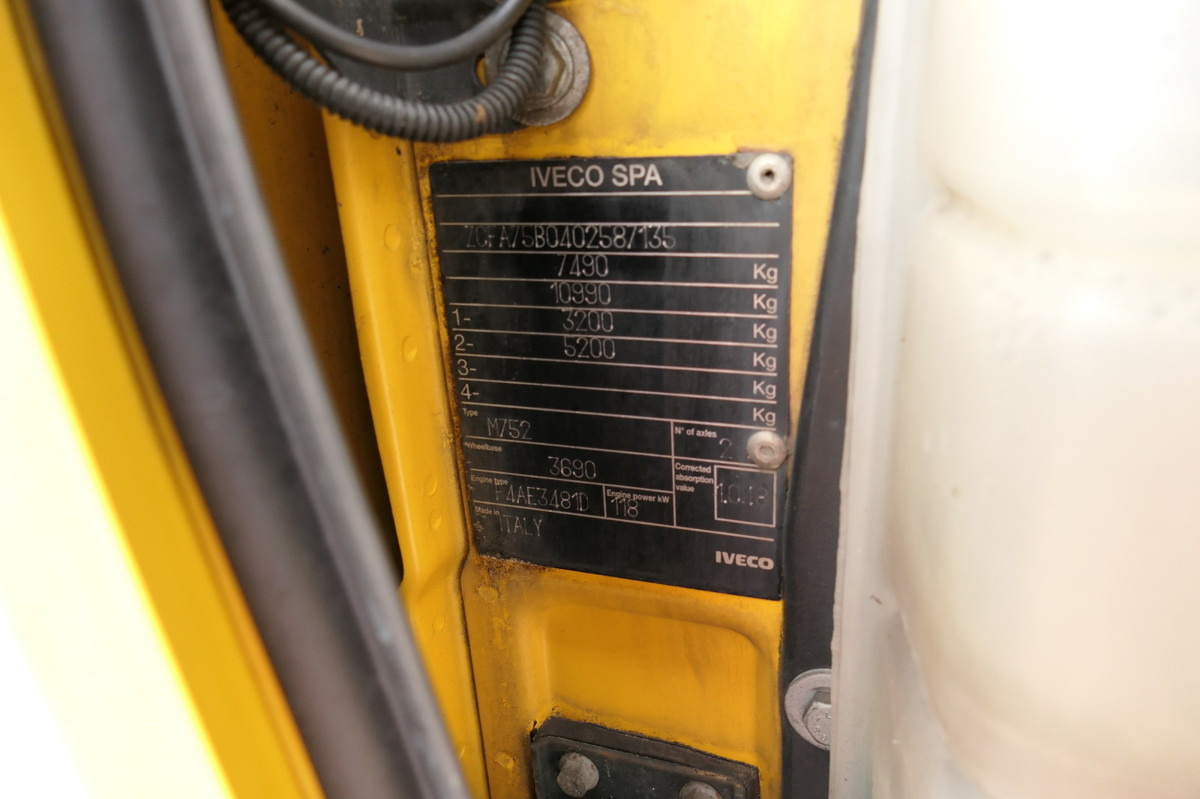 IVECO SPA
ZCFA75B0402587135
7490 Kg
10990 Kg
1- 3200 Kg
2- 5200 Kg
3- Kg
4- Kg
Type M752 N° of axles 2
Wheelbase 3690 Corrected absorption value
Engine type F4AE3481D Engine power kW 118
Made in ITALY
IVECO